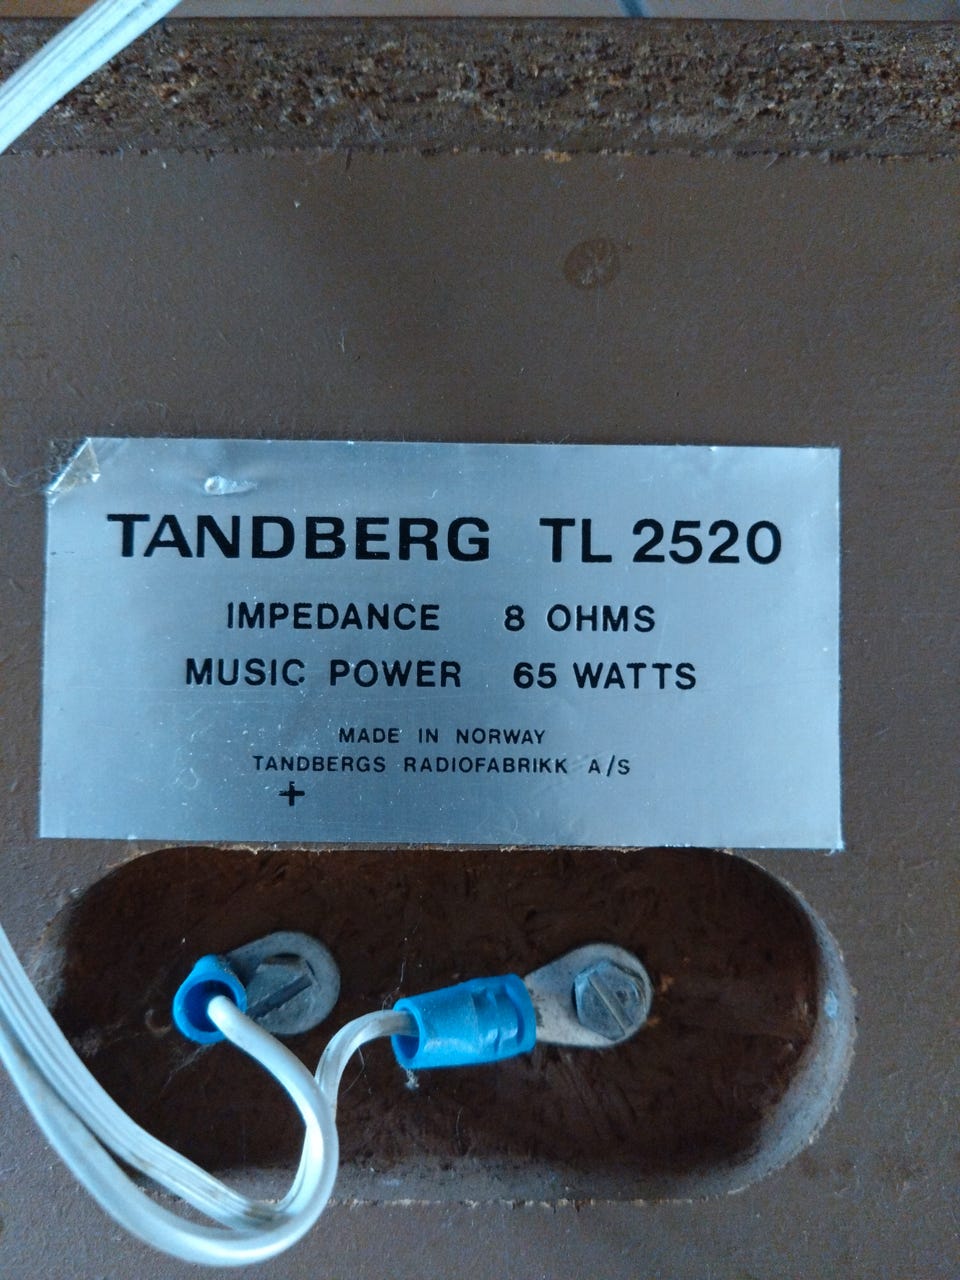 TANDBERG TL 2520
IMPEDANCE 8 OHMS
MUSIC POWER 65 WATTS
MADE IN NORWAY
TANDBERGS RADIOFABRIKK A/S
+